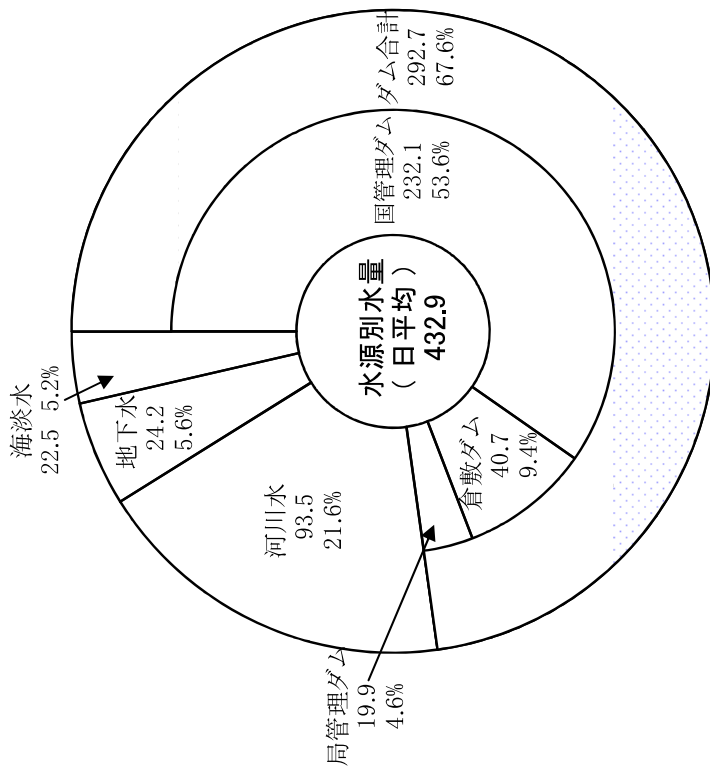 水源別水量
( 日平均 )
432.9
ダム合計
292.7
67.6%
国管理ダム
232.1
53.6%
倉敷ダム
40.7
9.4%
局管理ダム
19.9
4.6%
河川水
93.5
21.6%
地下水
24.2
5.6%
海淡水
22.5 5.2%